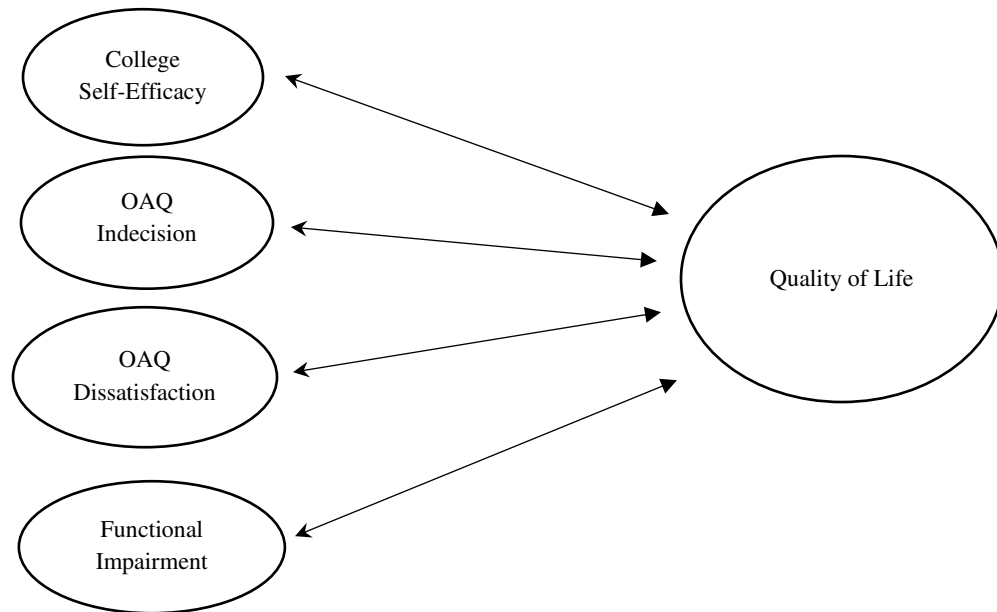 College
Self-Efficacy
OAQ
Indecision
OAQ
Dissatisfaction
Functional
Impairment
Quality of Life